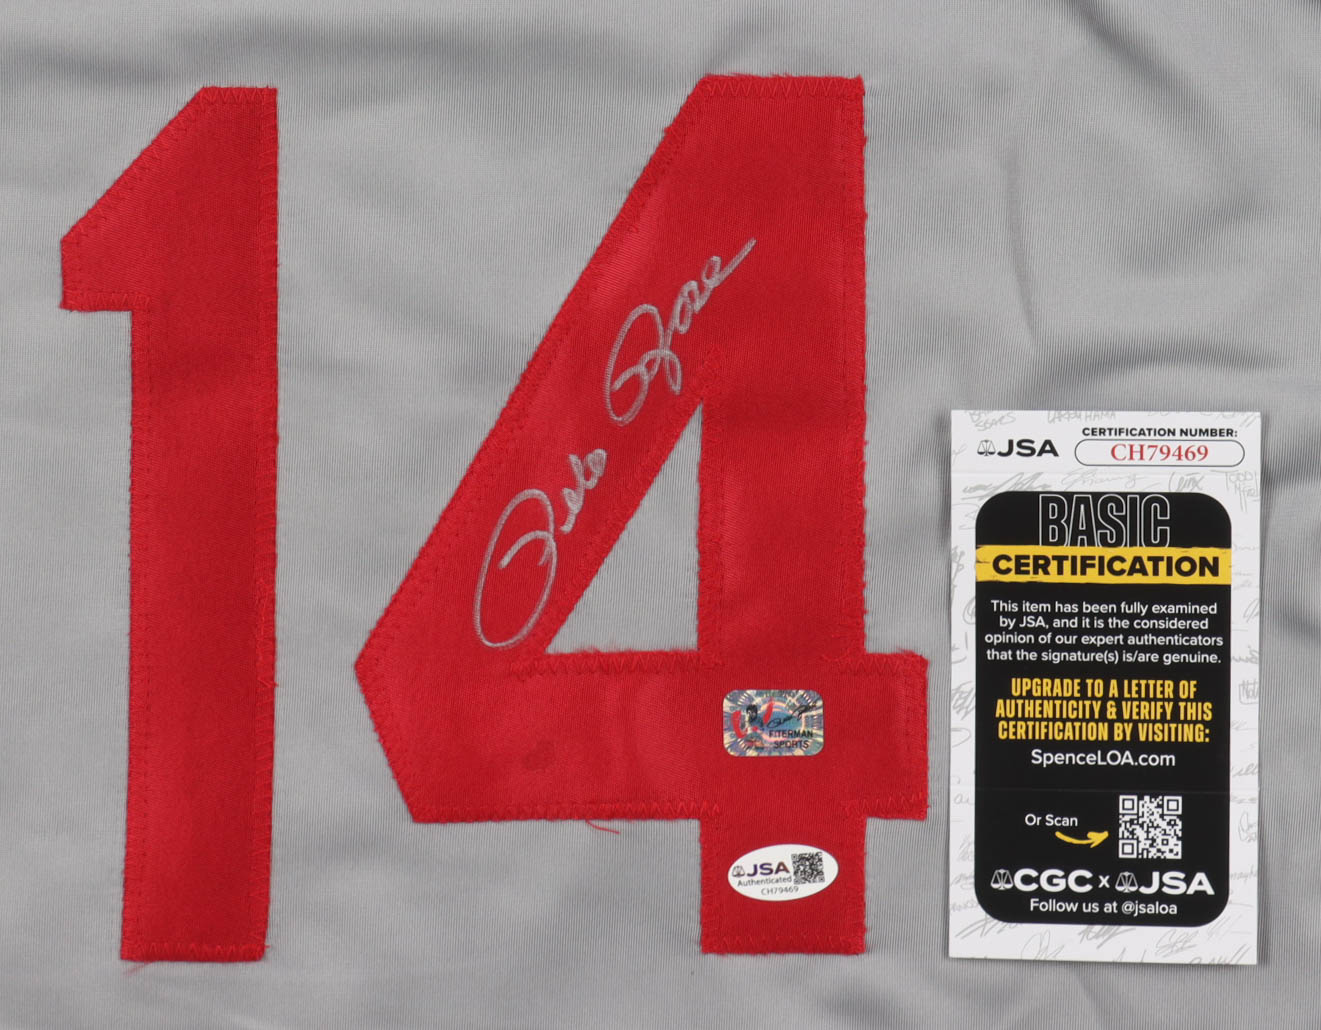 14
Pete Rose
FITERMAN
SPORTS
JSA
Authenticated
CH79469
JSA
CERTIFICATION NUMBER:
CH79469
BASIC
CERTIFICATION
This item has been fully examined
by JSA, and it is the considered
opinion of our expert authenticators
that the signature(s) is/are genuine.
UPGRADE TO A LETTER OF
AUTHENTICITY & VERIFY THIS
CERTIFICATION BY VISITING:
SpenceLOA.com
Or Scan
CGC x JSA
Follow us at @jsaloa